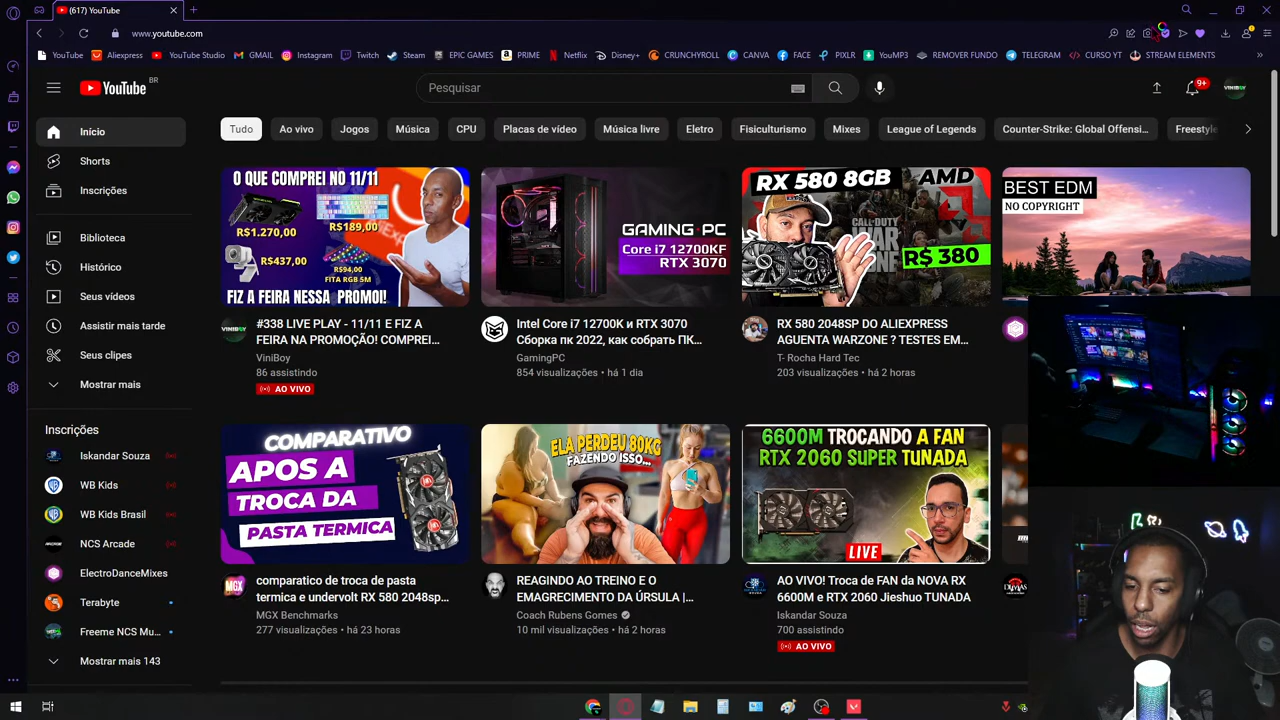 (617) YouTube
www.youtube.com
YouTube
Aliexpress
YouTube Studio
GMAIL
Instagram
Twitch
Steam
EPIC GAMES
PRIME
Netflix
Disney+
CRUNCHYROLL
CANVA
FACE
PIXLR
YouMP3
REMOVER FUNDO
TELEGRAM
CURSO YT
STREAM ELEMENTS
YouTube BR
Pesquisar
9+
Início
Shorts
Inscrições
Biblioteca
Histórico
Seus vídeos
Assistir mais tarde
Seus clipes
Mostrar mais
Inscrições
Iskandar Souza
WB Kids
WB Kids Brasil
NCS Arcade
ElectroDanceMixes
Terabyte
Freeme NCS Mu...
Mostrar mais 143
Tudo
Ao vivo
Jogos
Música
CPU
Placas de vídeo
Música livre
Eletro
Fisiculturismo
Mixes
League of Legends
Counter-Strike: Global Offensi...
Freestyle
O QUE COMPREI NO 11/11
R$1.270,00
R$189,00
R$437,00
R$94,00
FITA RGB 5M
FIZ A FEIRA NESSA PROMO!
#338 LIVE PLAY - 11/11 E FIZ A
FEIRA NA PROMOÇÃO! COMPREI...
ViniBoy
86 assistindo
AO VIVO
GAMING PC
Core i7 12700KF
RTX 3070
Intel Core i7 12700K и RTX 3070
Сборка пк 2022, как собрать ПК...
GamingPC
854 visualizações • há 1 dia
RX 580 8GB
AMD
R$ 380
RX 580 2048SP DO ALIEXPRESS
AGUENTA WARZONE ? TESTES EM...
T- Rocha Hard Tec
203 visualizações • há 2 horas
BEST EDM
NO COPYRIGHT
COMPARATIVO
APOS A
TROCA DA
PASTA TERMICA
comparatico de troca de pasta
termica e undervolt RX 580 2048sp...
MGX Benchmarks
277 visualizações • há 23 horas
ELA PERDEU 80KG
FAZENDO ISSO...
REAGINDO AO TREINO E O
EMAGRECIMENTO DA ÚRSULA |...
Coach Rubens Gomes
10 mil visualizações • há 2 horas
6600M TROCANDO A FAN
RTX 2060 SUPER TUNADA
LIVE
AO VIVO! Troca de FAN da NOVA RX
6600M e RTX 2060 Jieshuo TUNADA
Iskandar Souza
700 assistindo
AO VIVO